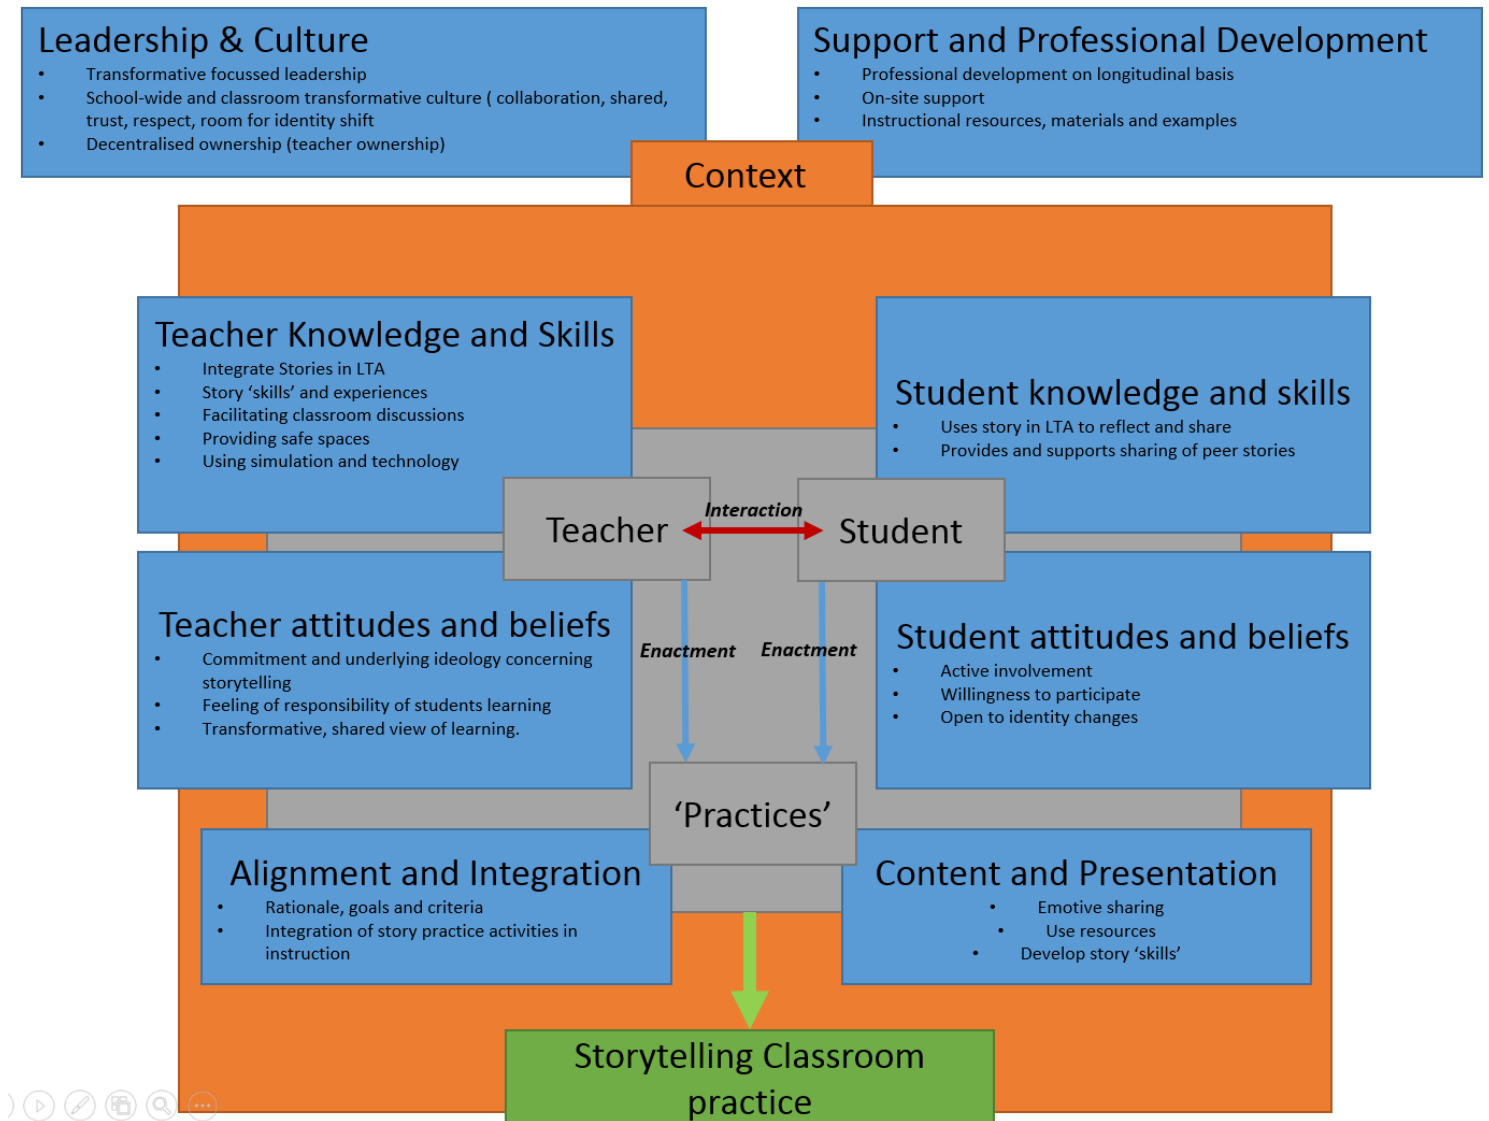 Leadership & Culture
• Transformative focussed leadership
• School-wide and classroom transformative culture ( collaboration, shared,
trust, respect, room for identity shift
• Decentralised ownership (teacher ownership)
Support and Professional Development
• Professional development on longitudinal basis
• On-site support
• Instructional resources, materials and examples
Context
Teacher Knowledge and Skills
• Integrate Stories in LTA
• Story ‘skills’ and experiences
• Facilitating classroom discussions
• Providing safe spaces
• Using simulation and technology
Student knowledge and skills
• Uses story in LTA to reflect and share
• Provides and supports sharing of peer stories
Teacher
Interaction
Student
Teacher attitudes and beliefs
• Commitment and underlying ideology concerning
storytelling
• Feeling of responsibility of students learning
• Transformative, shared view of learning.
Enactment
Enactment
Student attitudes and beliefs
• Active involvement
• Willingness to participate
• Open to identity changes
‘Practices’
Alignment and Integration
• Rationale, goals and criteria
• Integration of story practice activities in
instruction
Content and Presentation
• Emotive sharing
• Use resources
• Develop story ‘skills’
Storytelling Classroom
practice